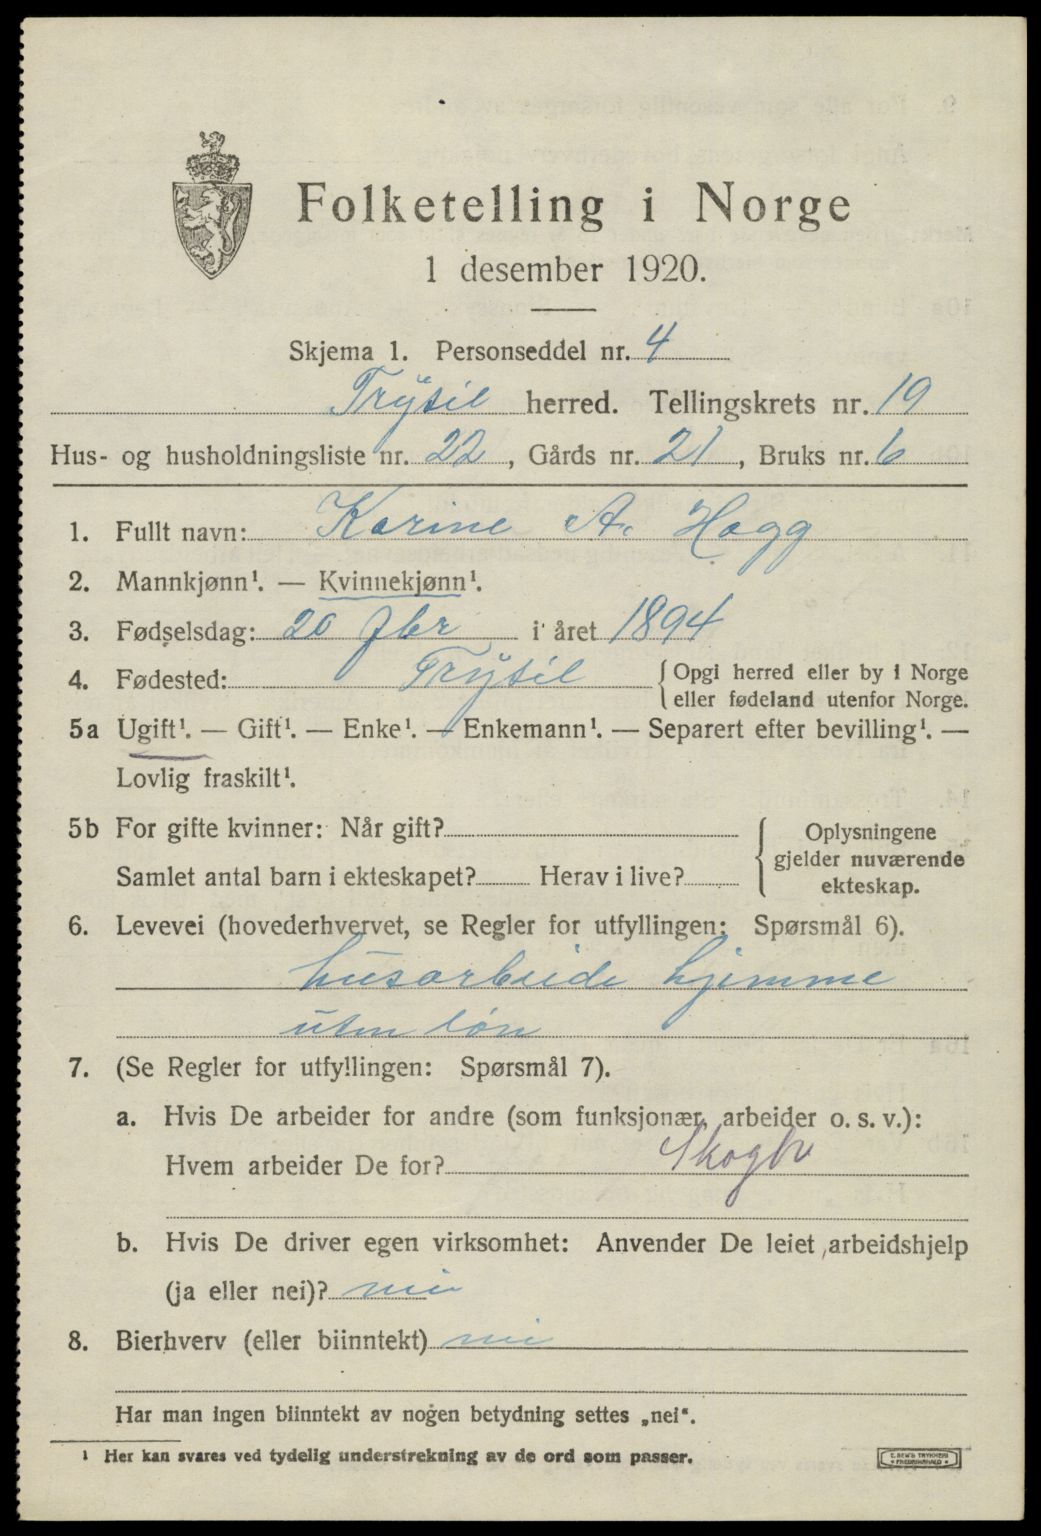 Folketelling i Norge
1 desember 1920.
Skjema 1. Personseddel nr. 4
Trysil herred. Tellingskrets nr. 19
Hus- og husholdningsliste nr. 22, Gårds nr. 21, Bruks nr. 6
1. Fullt navn: Karine A. Hagg
2. Mannkjønn¹. — Kvinnekjønn¹.
3. Fødselsdag: 20 Jbr i året 1894
4. Fødested: Trysil { Opgi herred eller by i Norge
eller fødeland utenfor Norge.
5a Ugift¹. — Gift¹. — Enke¹. — Enkemann¹. — Separert efter bevilling¹. —
Lovlig fraskilt¹.
5b For gifte kvinner: Når gift?
Samlet antal barn i ekteskapet? Herav i live?
{ Oplysningene
gjelder nuværende
ekteskap.
6. Levevei (hovederhvervet, se Regler for utfyllingen: Spørsmål 6).
husarbeide hjemme
uten løn
7. (Se Regler for utfyllingen: Spørsmål 7).
a. Hvis De arbeider for andre (som funksjonær, arbeider o. s. v.):
Hvem arbeider De for? Skogbr
b. Hvis De driver egen virksomhet: Anvender De leiet arbeidshjelp
(ja eller nei)? nei
8. Bierhverv (eller biinntekt) nei
Har man ingen biinntekt av nogen betydning settes „nei“.
¹ Her kan svares ved tydelig understrekning av de ord som passer.